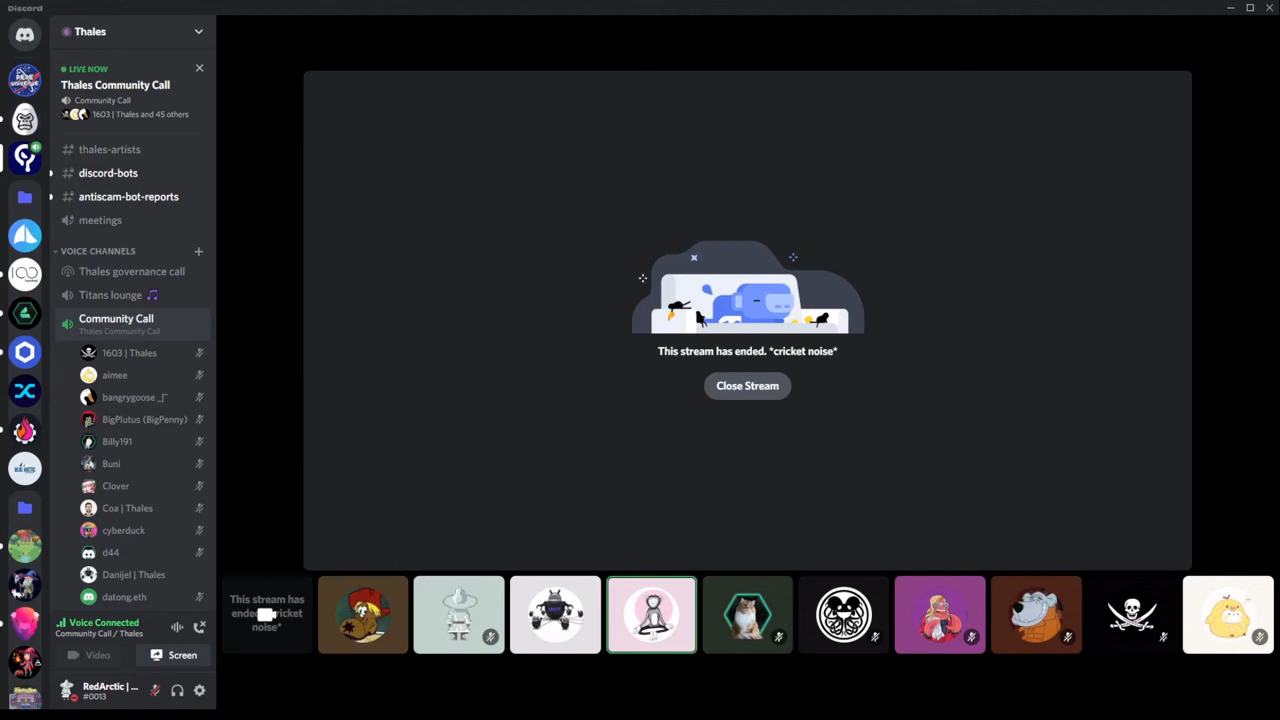 Discord
Thales
LIVE NOW
Thales Community Call
Community Call
1603 | Thales and 45 others
thales-artists
discord-bots
antiscam-bot-reports
meetings
VOICE CHANNELS
Thales governance call
Titans lounge
Community Call
Thales Community Call
1603 | Thales
aimee
bangrygoose _|‾
BigPlutus (BigPenny)
Billy191
Buni
Clover
Coa | Thales
cyberduck
d44
Danijel | Thales
datong.eth
Voice Connected
Community Call / Thales
Video
Screen
RedArctic | ...
#0013
This stream has ended. *cricket noise*
Close Stream
This stream has
noise*